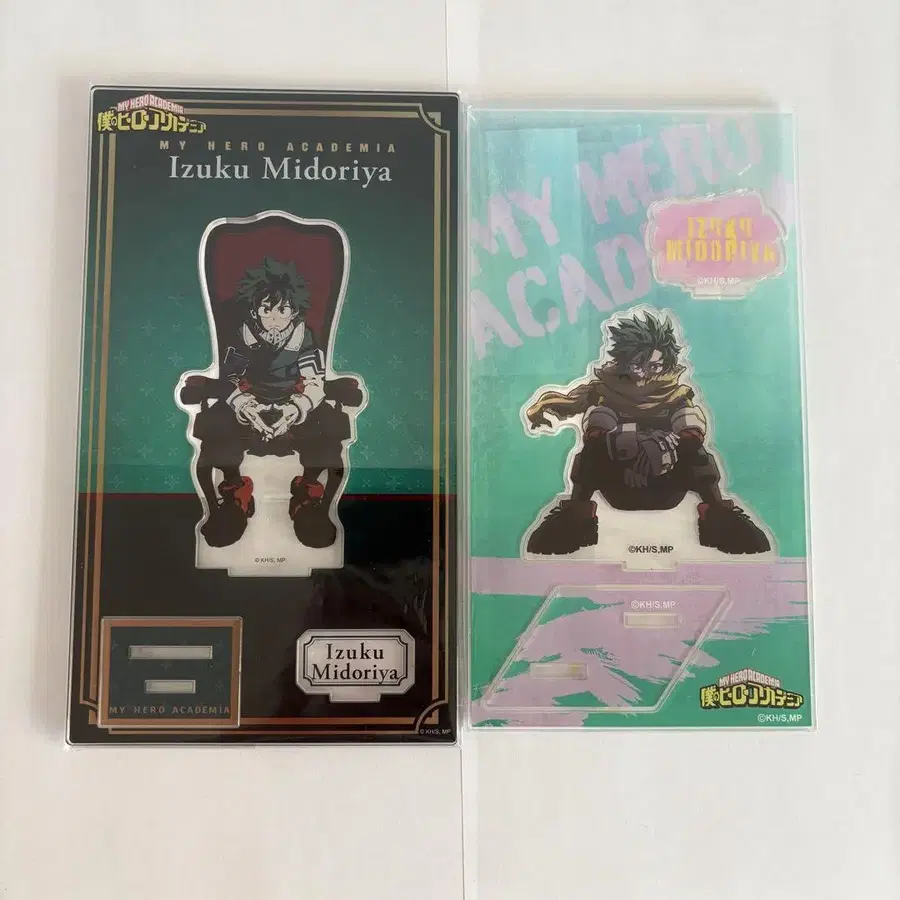 MY HERO ACADEMIA
僕のヒーローアカデミア
MY HERO ACADEMIA
Izuku Midoriya
©KH/S, MP
MY HERO ACADEMIA
Izuku
Midoriya
©KH/S, MP
MY HERO
ACAD
IZUKU
MIDORIYA
©KH/S,MP
©KH/S,MP
©KH/S,MP
MY HERO ACADEMIA
僕のヒーローアカデミア
©KH/S,MP